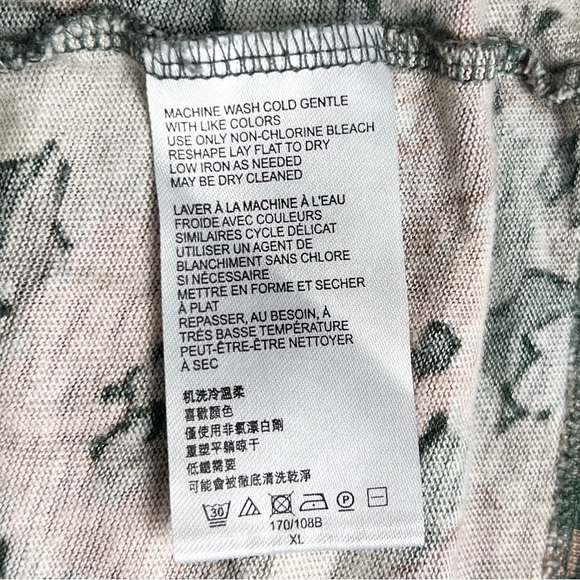 MACHINE WASH COLD GENTLE
WITH LIKE COLORS
USE ONLY NON-CHLORINE BLEACH
RESHAPE LAY FLAT TO DRY
LOW IRON AS NEEDED
MAY BE DRY CLEANED
LAVER À LA MACHINE À L'EAU
FROIDE AVEC COULEURS
SIMILAIRES CYCLE DÉLICAT
UTILISER UN AGENT DE
BLANCHIMENT SANS CHLORE
SI NÉCESSAIRE
METTRE EN FORME ET SECHER
À PLAT
REPASSER, AU BESOIN, À
TRÈS BASSE TEMPÉRATURE
PEUT-ÊTRE-ÊTRE NETTOYER
À SEC
机洗冷溫柔
喜歡顏色
僅使用非氯漂白劑
重塑平躺晾干
低鐵需要
可能會被徹底清洗乾淨
30 P
170/108B
XL